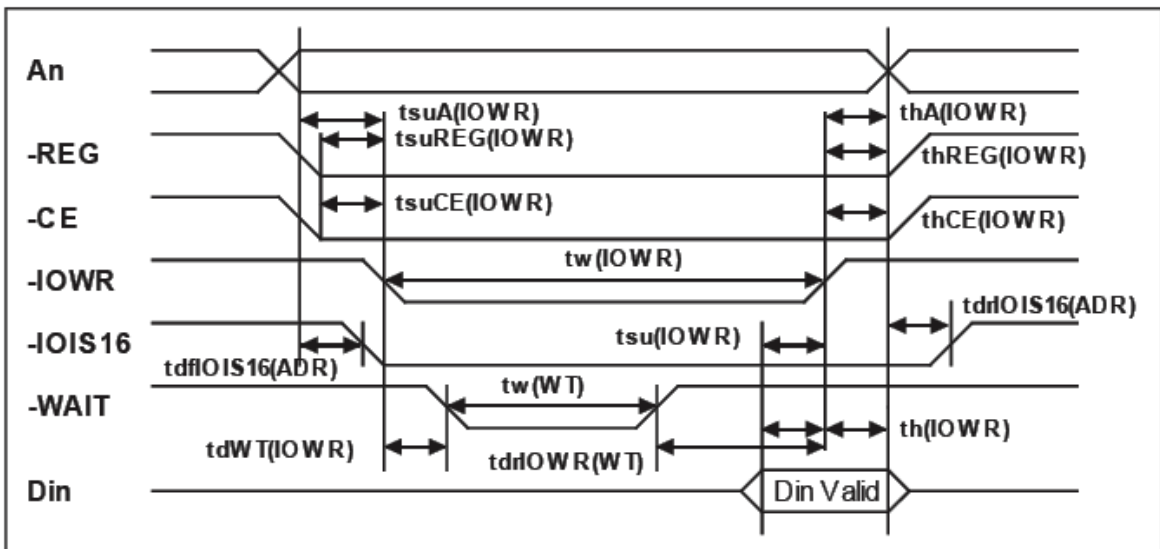 An
tsuA(IOWR)
thA(IOWR)
tsuREG(IOWR)
-REG
thREG(IOWR)
tsuCE(IOWR)
-CE
thCE(IOWR)
tw(IOWR)
-IOWR
tdrIOIS16(ADR)
tsu(IOWR)
-IOIS16
tdfIOIS16(ADR)
tw(WT)
-WAIT
th(IOWR)
tdWT(IOWR)
tdrIOWR(WT)
Din
Din Valid